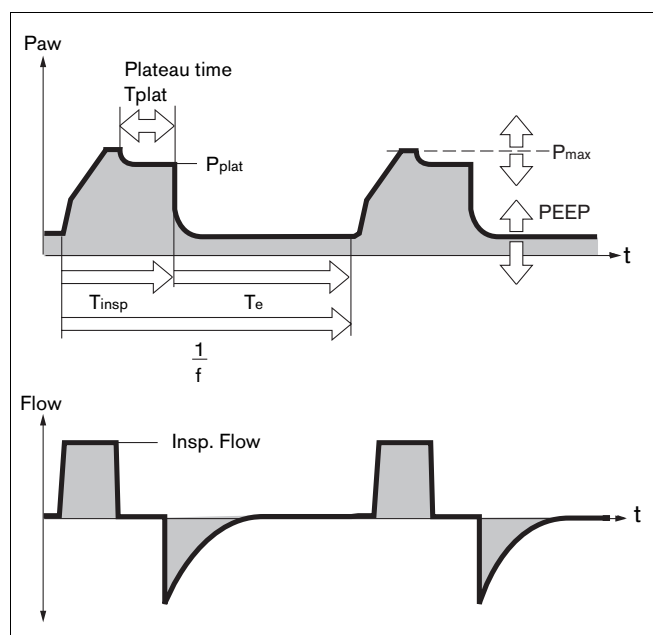 Paw
Plateau time
Tplat
Pplat
Pmax
PEEP
t
Tinsp
Te
1
f
Flow
Insp. Flow
t